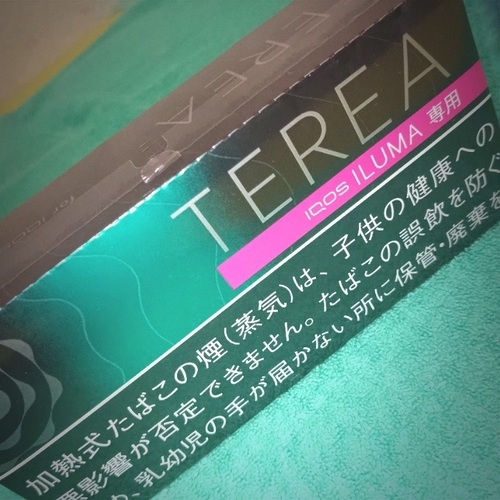 TEREA
TEREA
IQOS ILUMA 専用
加熱式たばこの煙(蒸気)は、子供の健康への
悪影響が否定できません。たばこの誤飲を防ぐ
、乳幼児の手が届かない所に保管・廃棄を